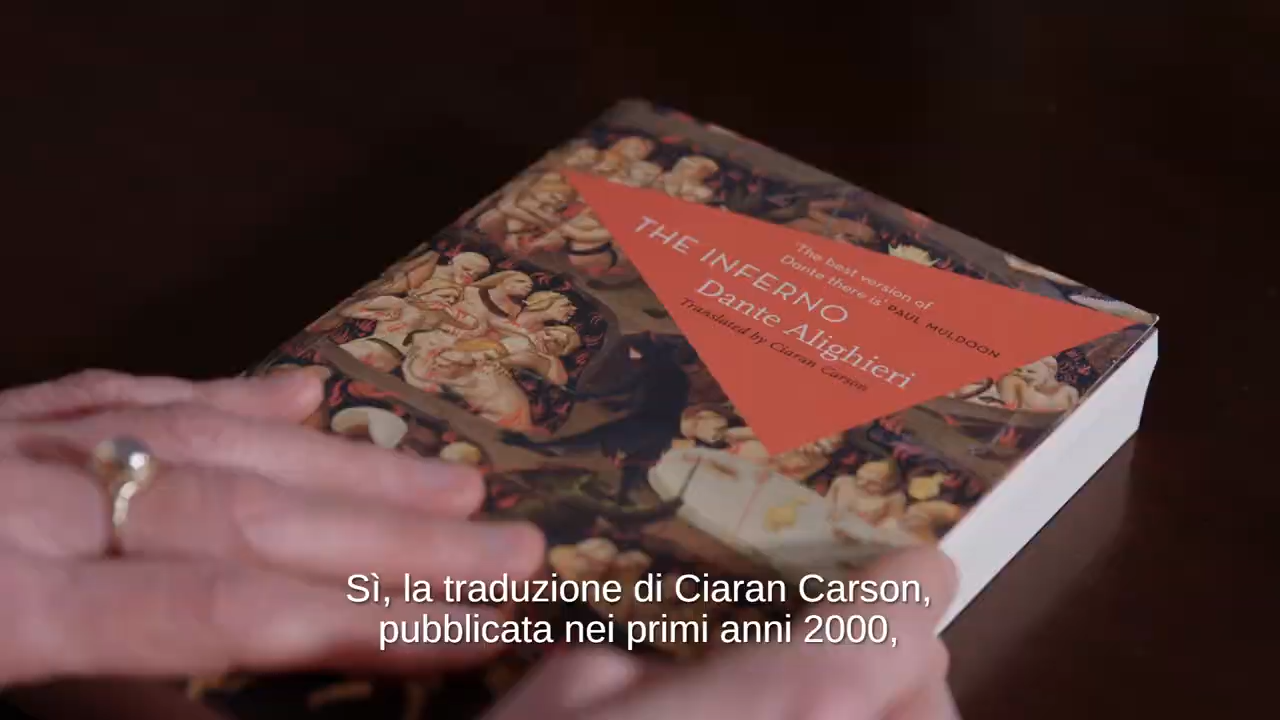 'The best version of
Dante there is' PAUL MULDOON
THE INFERNO
Dante Alighieri
Translated by Ciaran Carson
Sì, la traduzione di Ciaran Carson,
pubblicata nei primi anni 2000,